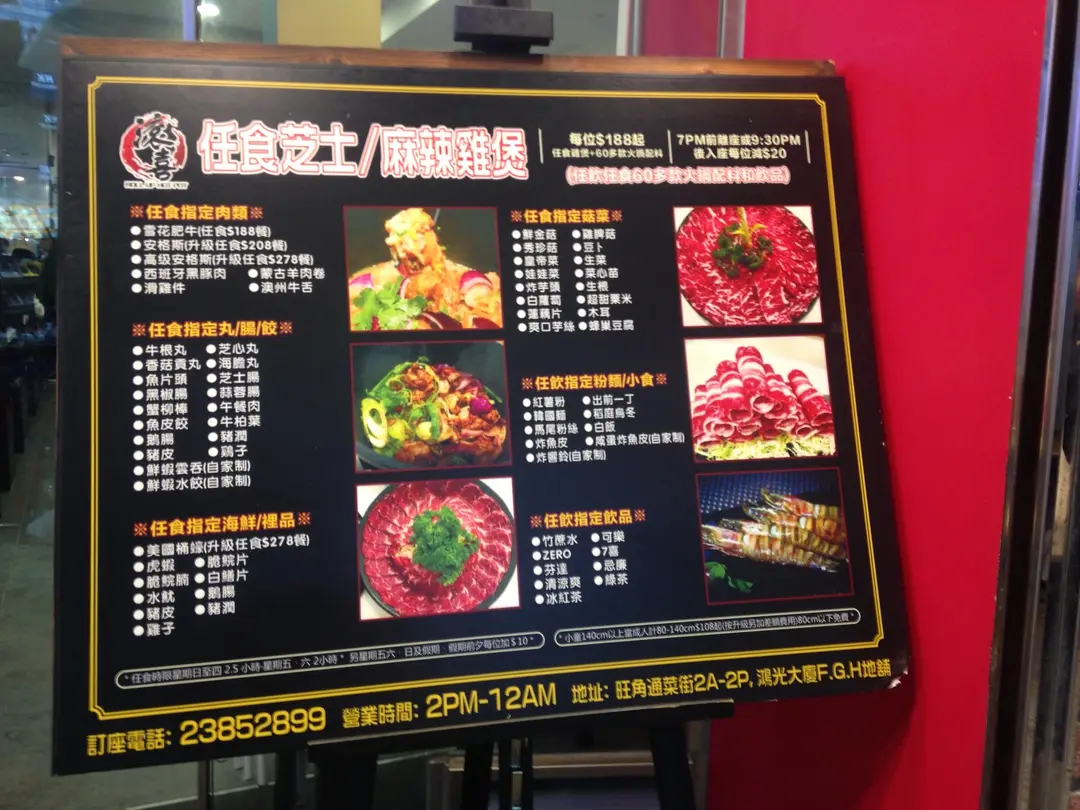 滾喜
任食芝士/麻辣雞煲
每位$188起
任食雞煲+60多款火鍋配料
7PM前離座或9:30PM
後入座每位減$20
(任飲任食60多款火鍋配料和飲品)
※任食指定肉類※
●雪花肥牛(任食$188餐)
●安格斯(升級任食$208餐)
●高级安格斯(升級任食$278餐)
●西班牙黑豚肉 ●蒙古羊肉卷
●滑雞件 ●澳州牛舌
※任食指定丸/腸/餃※
●牛根丸 ●芝心丸
●香菇貢丸 ●海膽丸
●魚片頭 ●芝士腸
●黑椒腸 ●蒜蓉腸
●蟹柳棒 ●午餐肉
●魚皮餃 ●牛柏葉
●鵝腸 ●豬潤
●豬皮 ●鷄子
●鮮蝦雲吞(自家制)
●鮮蝦水餃(自家制)
※任食指定海鮮/裡品※
●美國桶蠔(升級任食$278餐)
●虎蝦 ●脆鯇片
●脆鯇腩 ●白鱔片
●水魷 ●鵝腸
●豬皮 ●豬潤
●雞子
※任食指定菇菜※
●鮮金菇 ●雞脾菇
●秀珍菇 ●豆卜
●皇帝菜 ●生菜
●娃娃菜 ●菜心苗
●炸芋頭 ●生根
●白蘿蔔 ●超甜粟米
●蓮藕片 ●木耳
●爽口芋絲 ●蜂巢豆腐
※任飲指定粉麵/小食※
●紅薯粉 ●出前一丁
●韓國麵 ●稻庭烏冬
●馬尾粉絲 ●白飯
●炸魚皮 ●咸蛋炸魚皮(自家制)
●炸響鈴(自家制)
※任飲指定飲品※
●竹蔗水 ●可樂
●ZERO ●7喜
●芬達 ●忌廉
●清涼爽 ●綠茶
●冰紅茶
*任食時限星期日至四 2.5 小時‧星期五、六 2小時* 另星期五六、日及假期、假期前夕每位加$10*
*小童140cm以上當成人計80-140cm$108起(按升級另加差額費用)80cm以下免費*
訂座電話: 23852899 營業時間: 2PM-12AM 地址: 旺角通菜街2A-2P, 鴻光大廈F.G.H地舖